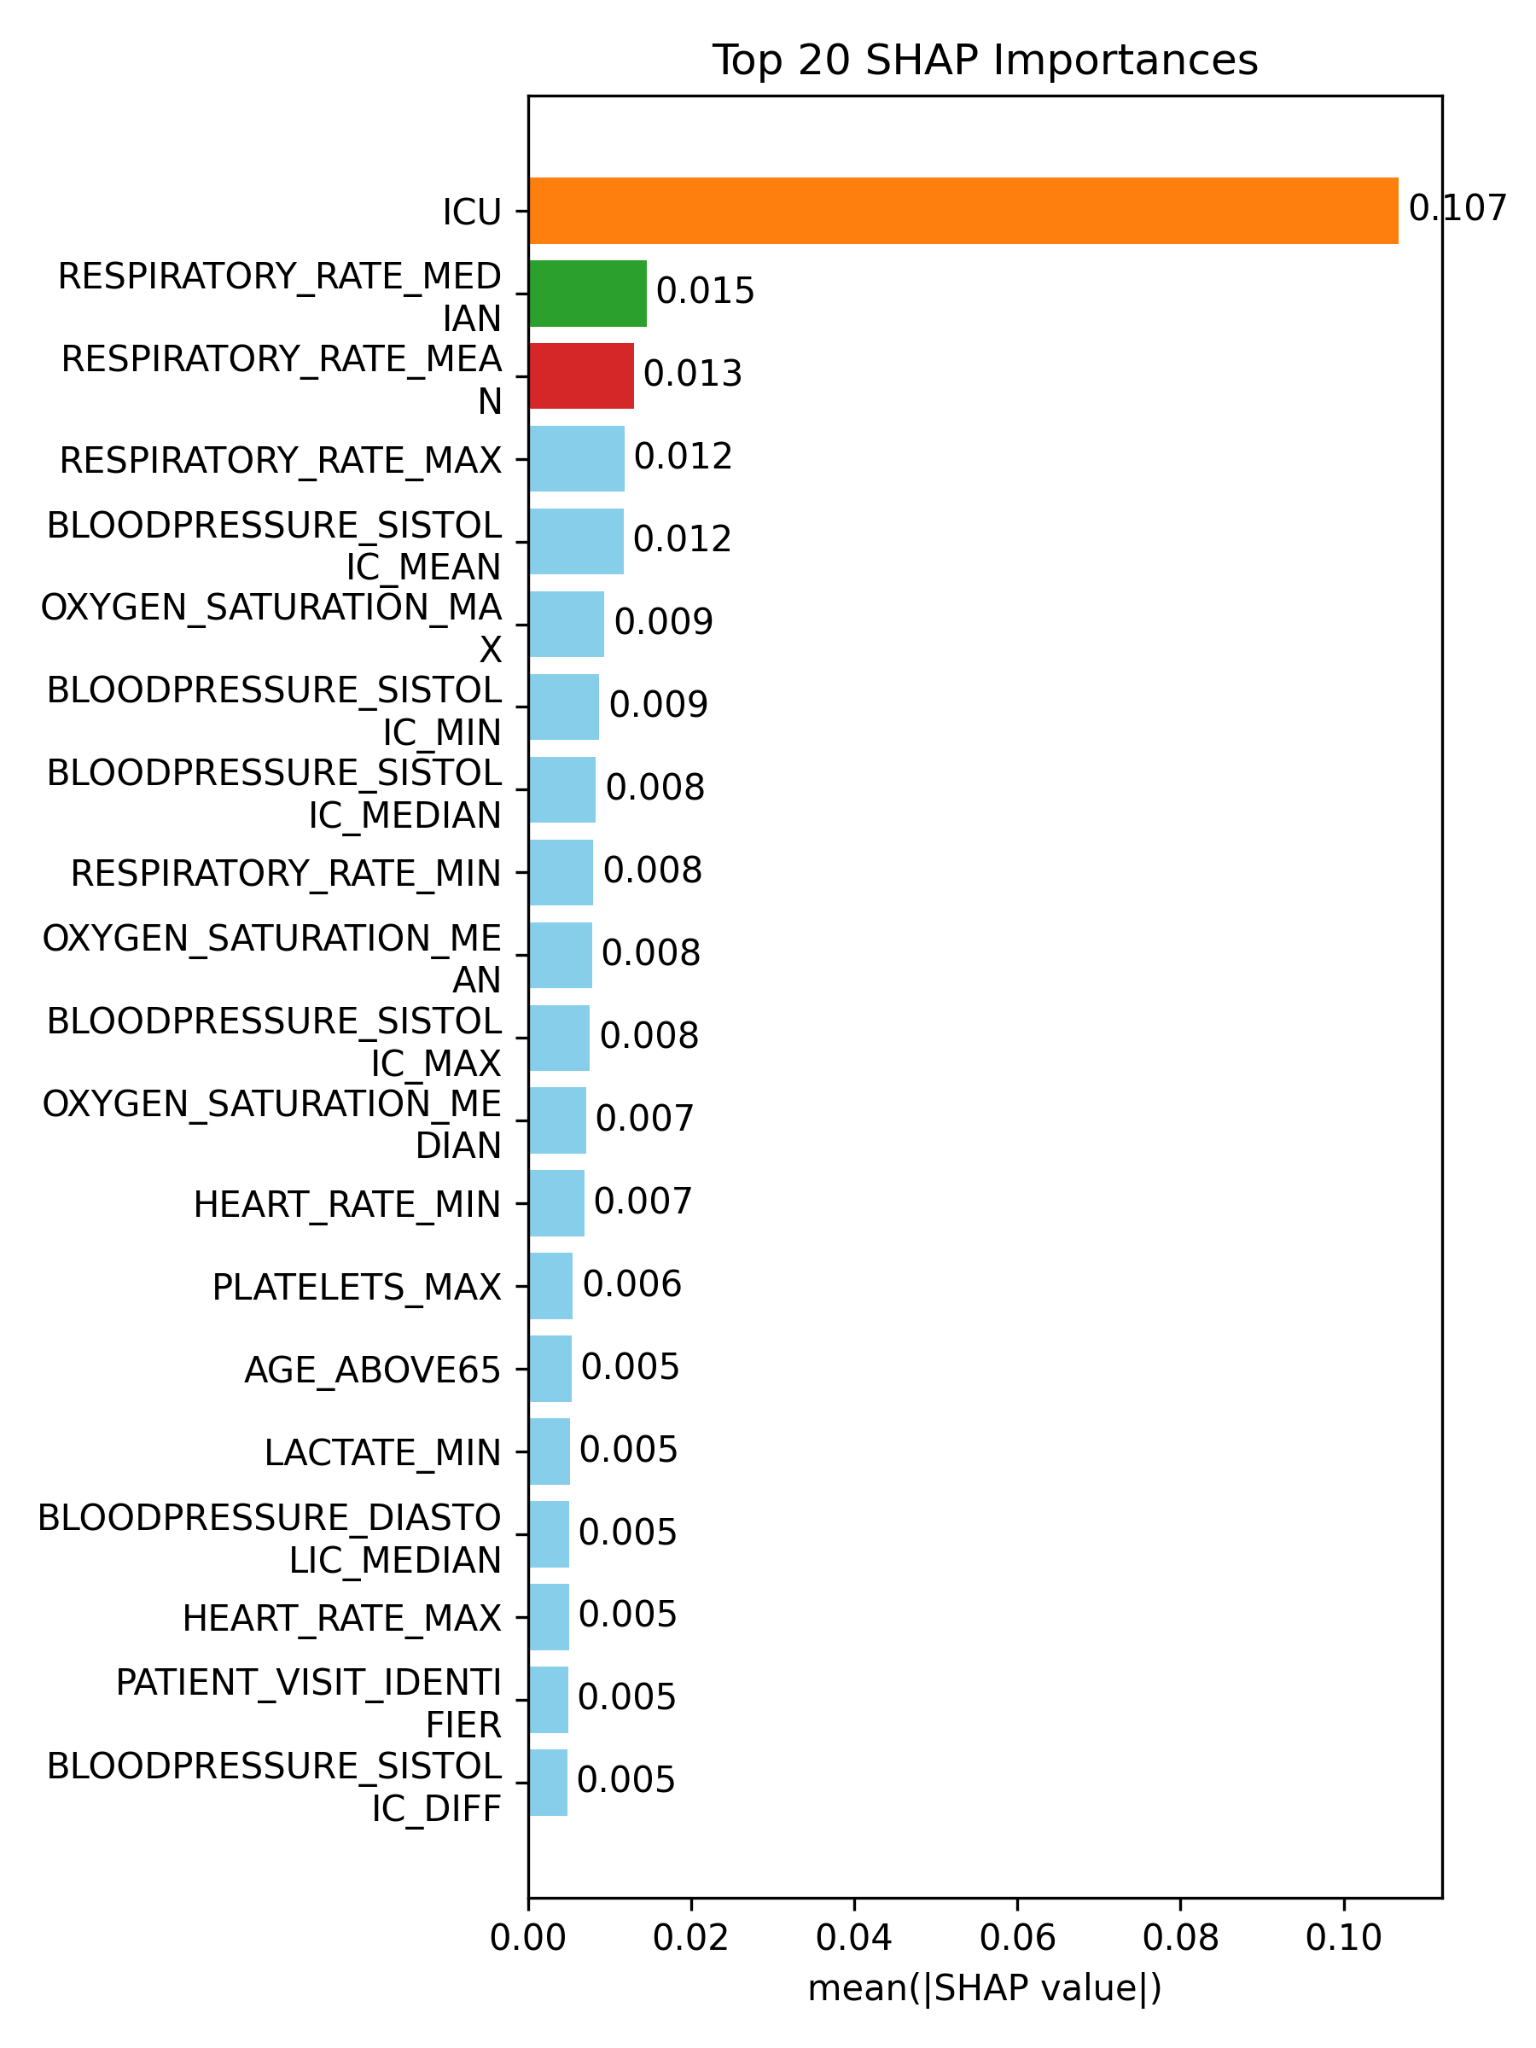 Top 20 SHAP Importances
ICU
0.107
RESPIRATORY_RATE_MED
IAN
0.015
RESPIRATORY_RATE_MEA
N
0.013
RESPIRATORY_RATE_MAX
0.012
BLOODPRESSURE_SISTOL
IC_MEAN
0.012
OXYGEN_SATURATION_MA
X
0.009
BLOODPRESSURE_SISTOL
IC_MIN
0.009
BLOODPRESSURE_SISTOL
IC_MEDIAN
0.008
RESPIRATORY_RATE_MIN
0.008
OXYGEN_SATURATION_ME
AN
0.008
BLOODPRESSURE_SISTOL
IC_MAX
0.008
OXYGEN_SATURATION_ME
DIAN
0.007
HEART_RATE_MIN
0.007
PLATELETS_MAX
0.006
AGE_ABOVE65
0.005
LACTATE_MIN
0.005
BLOODPRESSURE_DIASTO
LIC_MEDIAN
0.005
HEART_RATE_MAX
0.005
PATIENT_VISIT_IDENTI
FIER
0.005
BLOODPRESSURE_SISTOL
IC_DIFF
0.005
0.00 0.02 0.04 0.06 0.08 0.10
mean(|SHAP value|)